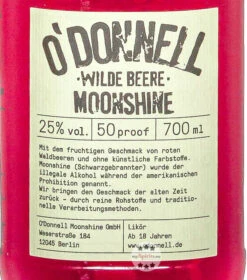 O'DONNELL
·WILDE BEERE·
MOONSHINE
25% vol.
50 proof
700 ml
Mit dem fruchtigen Geschmack von roten
Waldbeeren und ohne künstliche Farbstoffe.
Moonshine (Schwarzgebrannter) wurde der
illegale Alkohol während der amerikanischen
Prohibition genannt.
Wir bringen den Geschmack der alten Zeit
zurück - durch reine Rohstoffe und traditio-
nelle Verarbeitungsmethoden.
O'Donnell Moonshine GmbH
Weserstraße 184
12045 Berlin
Likör
Ab 18 Jahren
www.odonnell.de